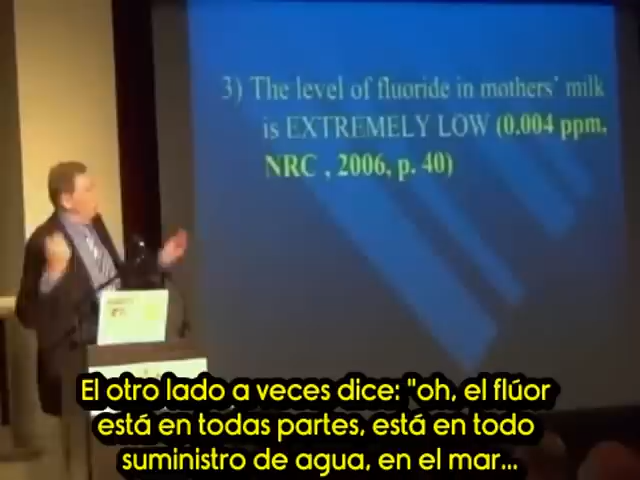 3) The level of fluoride in mothers' milk
is EXTREMELY LOW (0.004 ppm,
NRC , 2006, p. 40)
El otro lado a veces dice: "oh, el flúor
está en todas partes, está en todo
suministro de agua, en el mar...